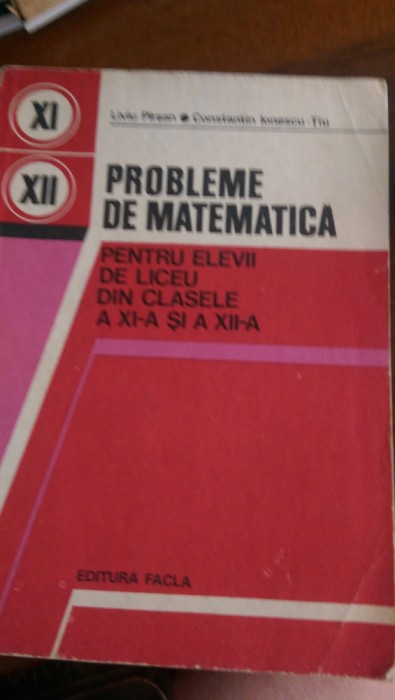 XI
Liviu Pîrșan • Constantin Ionescu-Țiu
XII
PROBLEME
DE MATEMATICĂ
PENTRU ELEVII
DE LICEU
DIN CLASELE
A XI-A ȘI A XII-A
EDITURA FACLA